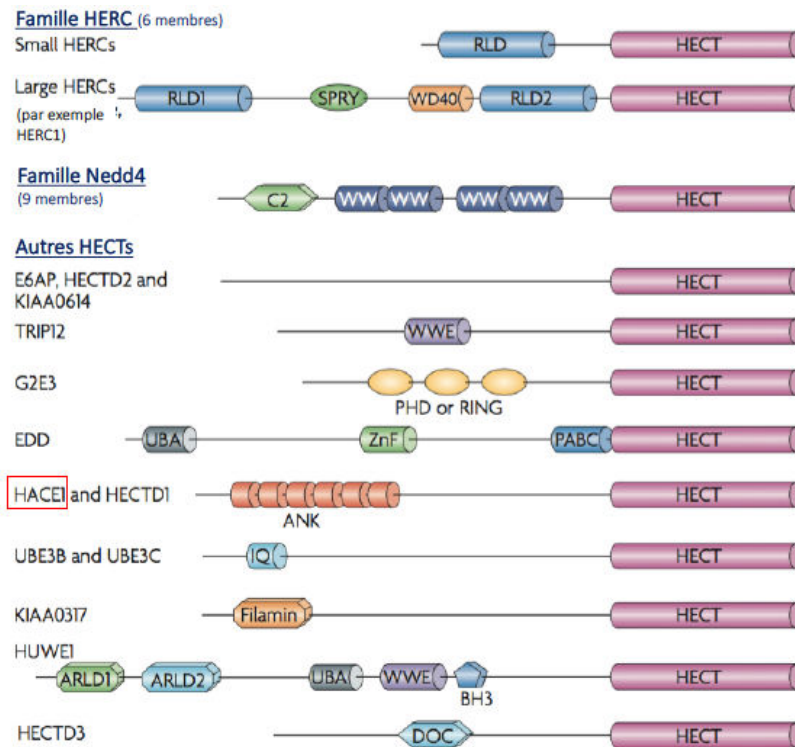 Famille HERC (6 membres)
Small HERCs
RLD HECT
Large HERCs
(par exemple
HERC1)
RLD1 SPRY WD40 RLD2 HECT
Famille Nedd4
(9 membres)
C2 WW WW WW WW HECT
Autres HECTs
E6AP, HECTD2 and
KIAA0614
HECT
TRIP12 WWE HECT
G2E3 HECT
PHD or RING
EDD UBA ZnF PABC HECT
HACE1 and HECTD1 HECT
ANK
UBE3B and UBE3C IQ HECT
KIAA0317 Filamin HECT
HUWE1
ARLD1 ARLD2 UBA WWE HECT
BH3
HECTD3 DOC HECT